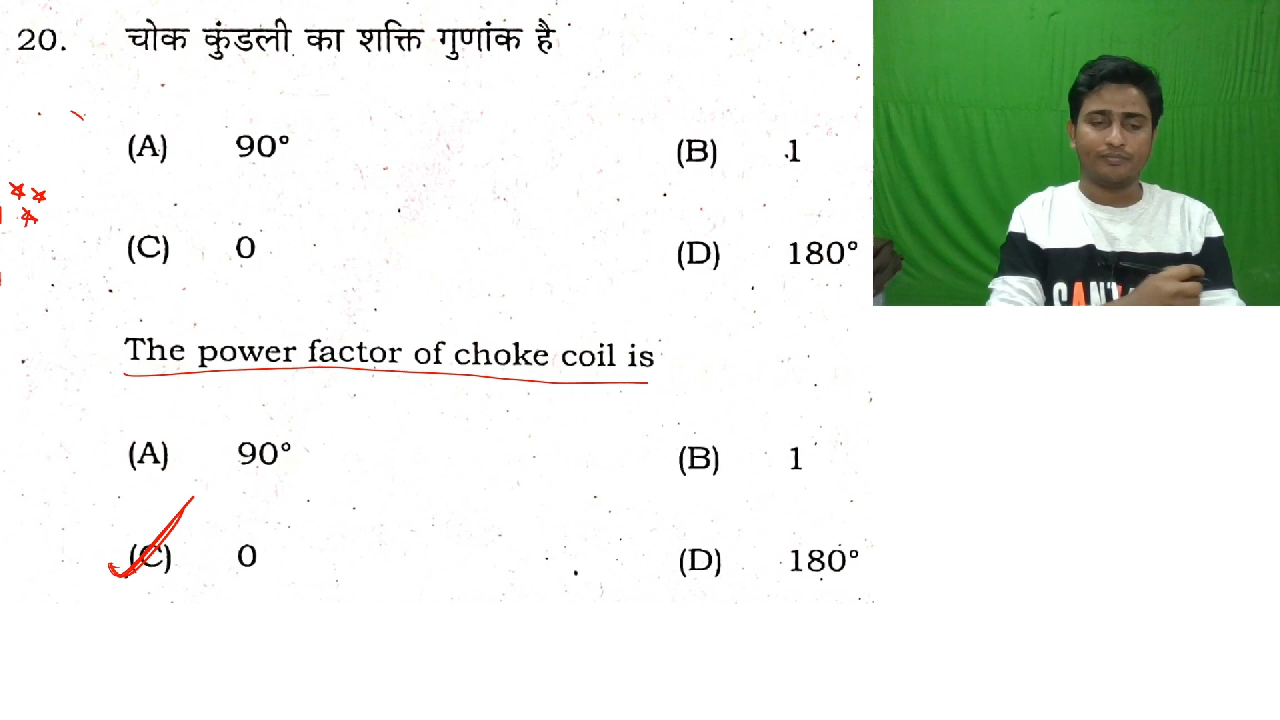 20. चोक कुंडली का शक्ति गुणांक है
(A) 90° (B) 1
(C) 0 (D) 180°
The power factor of choke coil is
(A) 90° (B) 1
(C) 0 (D) 180°